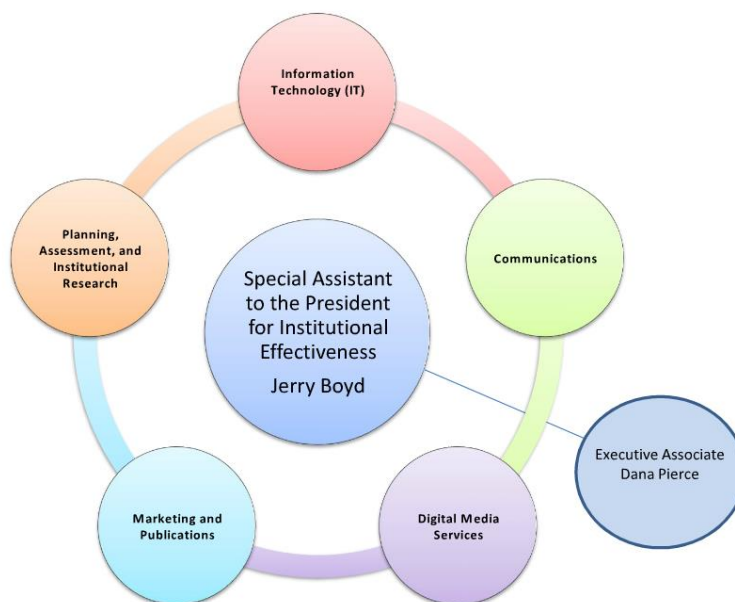 Information
Technology (IT)
Planning,
Assessment, and
Institutional
Research
Communications
Special Assistant
to the President
for Institutional
Effectiveness
Jerry Boyd
Executive Associate
Dana Pierce
Marketing and
Publications
Digital Media
Services